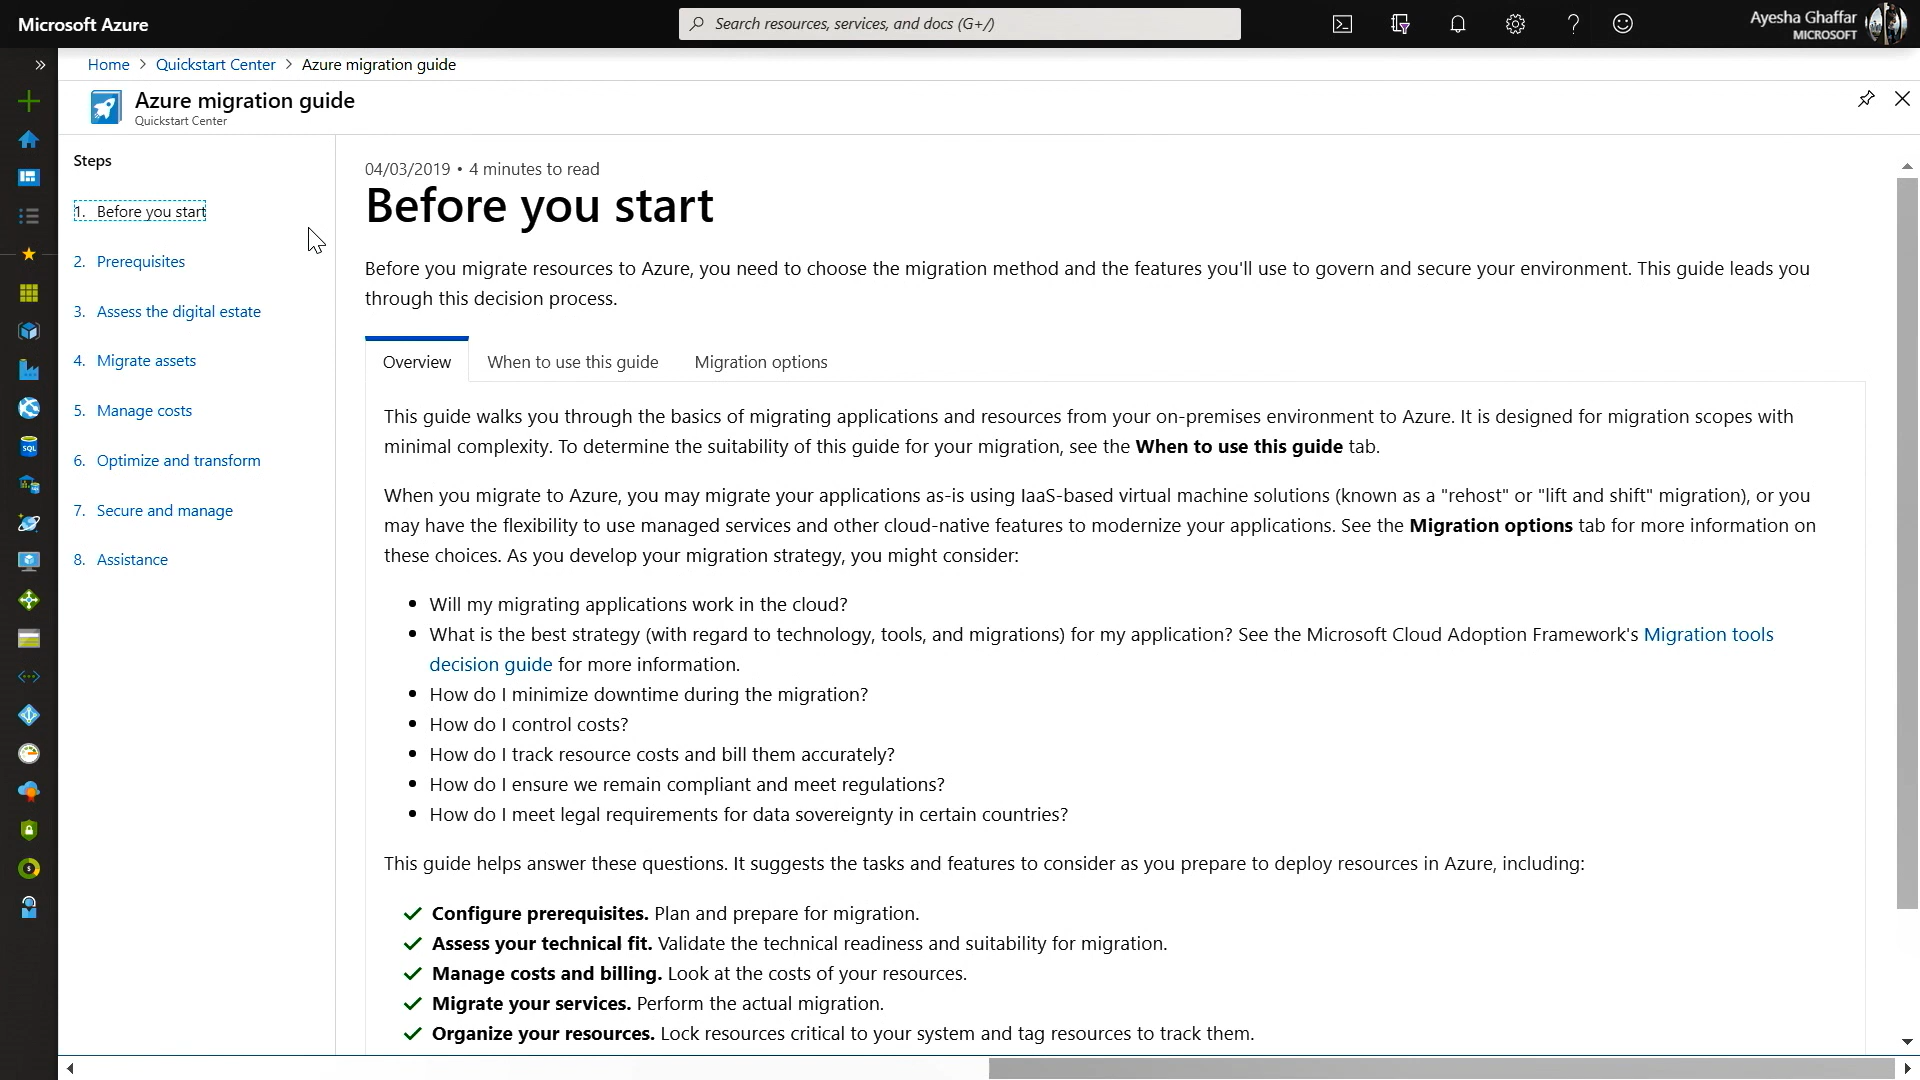 Microsoft Azure
Search resources, services, and docs (G+/)
Ayesha Ghaffar
MICROSOFT
Home > Quickstart Center > Azure migration guide
Azure migration guide
Quickstart Center
Steps
1. Before you start
2. Prerequisites
3. Assess the digital estate
4. Migrate assets
5. Manage costs
6. Optimize and transform
7. Secure and manage
8. Assistance
04/03/2019 • 4 minutes to read
Before you start
Before you migrate resources to Azure, you need to choose the migration method and the features you'll use to govern and secure your environment. This guide leads you
through this decision process.
Overview When to use this guide Migration options
This guide walks you through the basics of migrating applications and resources from your on-premises environment to Azure. It is designed for migration scopes with
minimal complexity. To determine the suitability of this guide for your migration, see the When to use this guide tab.
When you migrate to Azure, you may migrate your applications as-is using IaaS-based virtual machine solutions (known as a "rehost" or "lift and shift" migration), or you
may have the flexibility to use managed services and other cloud-native features to modernize your applications. See the Migration options tab for more information on
these choices. As you develop your migration strategy, you might consider:
• Will my migrating applications work in the cloud?
• What is the best strategy (with regard to technology, tools, and migrations) for my application? See the Microsoft Cloud Adoption Framework's Migration tools
decision guide for more information.
• How do I minimize downtime during the migration?
• How do I control costs?
• How do I track resource costs and bill them accurately?
• How do I ensure we remain compliant and meet regulations?
• How do I meet legal requirements for data sovereignty in certain countries?
This guide helps answer these questions. It suggests the tasks and features to consider as you prepare to deploy resources in Azure, including:
✓ Configure prerequisites. Plan and prepare for migration.
✓ Assess your technical fit. Validate the technical readiness and suitability for migration.
✓ Manage costs and billing. Look at the costs of your resources.
✓ Migrate your services. Perform the actual migration.
✓ Organize your resources. Lock resources critical to your system and tag resources to track them.